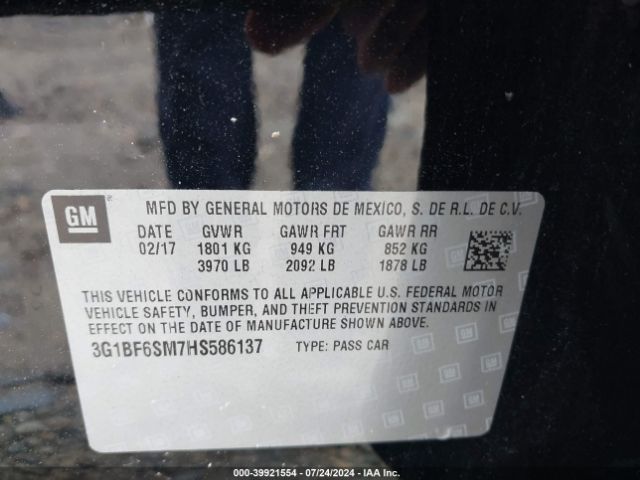 GM
MFD BY GENERAL MOTORS DE MEXICO, S. DE R.L. DE C.V.
DATE GVWR GAWR FRT GAWR RR
02/17 1801 KG 949 KG 852 KG
3970 LB 2092 LB 1878 LB
THIS VEHICLE CONFORMS TO ALL APPLICABLE U.S. FEDERAL MOTOR
VEHICLE SAFETY, BUMPER, AND THEFT PREVENTION STANDARDS IN
EFFECT ON THE DATE OF MANUFACTURE SHOWN ABOVE.
3G1BF6SM7HS586137 TYPE: PASS CAR
000-39921554 | 07/24/2024 | IAA Inc.